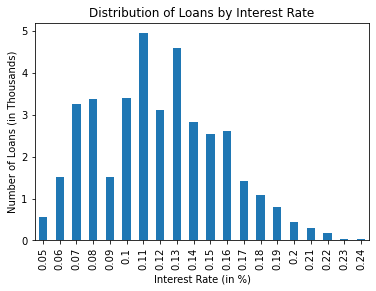 Distribution of Loans by Interest Rate
Number of Loans (in Thousands)
5
4
3
2
1
0
0.05 0.06 0.07 0.08 0.09 0.1 0.11 0.12 0.13 0.14 0.15 0.16 0.17 0.18 0.19 0.2 0.21 0.22 0.23 0.24
Interest Rate (in %)